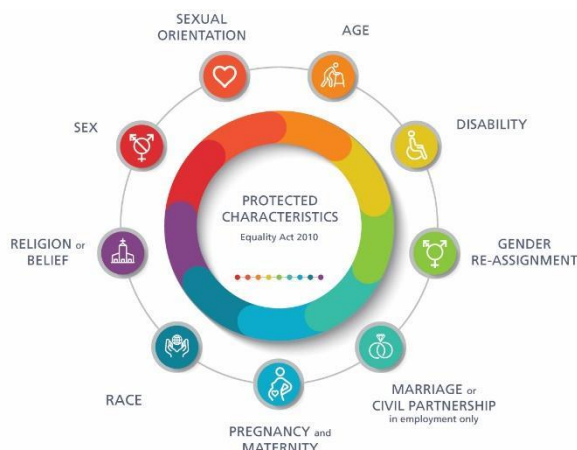 SEXUAL
ORIENTATION
AGE
DISABILITY
GENDER
RE-ASSIGNMENT
MARRIAGE or
CIVIL PARTNERSHIP
in employment only
PREGNANCY and
MATERNITY
RACE
RELIGION or
BELIEF
SEX
PROTECTED
CHARACTERISTICS
Equality Act 2010